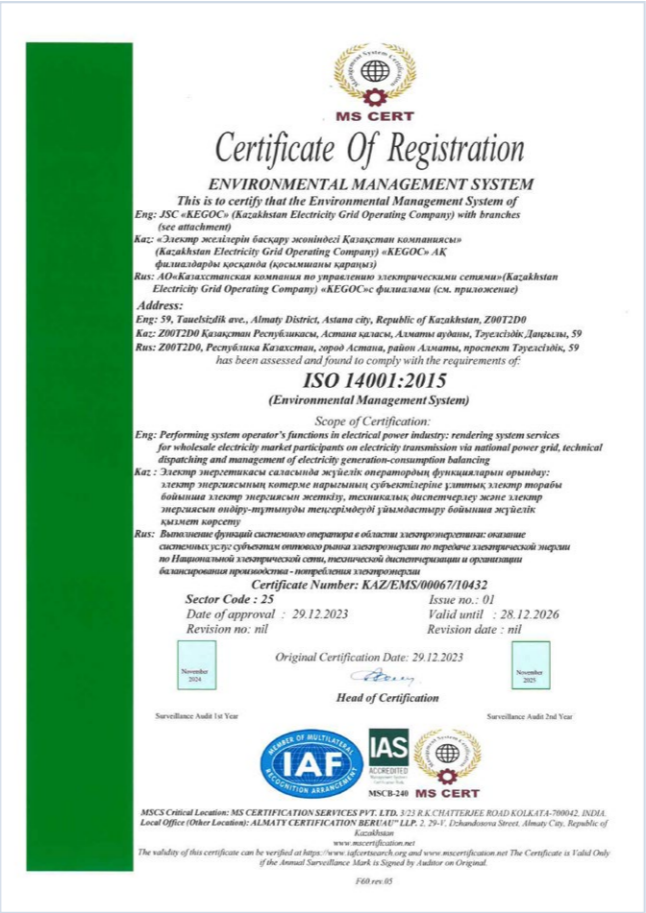 Management System Certification
MS CERT
Certificate Of Registration
ENVIRONMENTAL MANAGEMENT SYSTEM
This is to certify that the Environmental Management System of
Eng: JSC «KEGOC» (Kazakhstan Electricity Grid Operating Company) with branches
(see attachment)
Kaz: «Электр желілерін басқару жөніндегі Қазақстан компаниясы»
(Kazakhstan Electricity Grid Operating Company) «KEGOC» АҚ
филиалдарды қосқанда (қосымшаны қараңыз)
Rus: АО«Казахстанская компания по управлению электрическими сетями»(Kazakhstan
Electricity Grid Operating Company) «KEGOC»с филиалами (см. приложение)
Address:
Eng: 59, Tauelsizdik ave., Almaty District, Astana city, Republic of Kazakhstan, Z00T2D0
Kaz: Z00T2D0 Қазақстан Республикасы, Астана қаласы, Алматы ауданы, Тәуелсіздік Даңғылы, 59
Rus: Z00T2D0, Республика Казахстан, город Астана, район Алматы, проспект Тәуелсіздік, 59
has been assessed and found to comply with the requirements of:
ISO 14001:2015
(Environmental Management System)
Scope of Certification:
Eng: Performing system operator's functions in electrical power industry: rendering system services
for wholesale electricity market participants on electricity transmission via national power grid, technical
dispatching and management of electricity generation-consumption balancing
Kaz : Электр энергетикасы саласында жүйелік оператордың функцияларын орындау:
электр энергиясының көтерме нарығының субъектілеріне ұлттық электр торабы
бойынша электр энергиясын жеткізу, техникалық диспетчерлеу және электр
энергиясын өндіру-тұтынуды теңгерімдеуді ұйымдастыру бойынша жүйелік
қызмет көрсету
Rus: Выполнение функций системного оператора в области электроэнергетики: оказание
системных услуг субъектам оптового рынка электроэнергии по передаче электрической энергии
по Национальной электрической сети, технической диспетчеризации и организации
балансирования производства - потребления электроэнергии
Certificate Number: KAZ/EMS/00067/10432
Sector Code : 25 Issue no.: 01
Date of approval : 29.12.2023 Valid until : 28.12.2026
Revision no: nil Revision date : nil
Original Certification Date: 29.12.2023
November
2024
November
2025
Head of Certification
Surveillance Audit 1st Year Surveillance Audit 2nd Year
MEMBER OF MULTILATERAL
IAF
RECOGNITION ARRANGEMENT
IAS
ACCREDITED
MSCB-240
Management System Certification
MS CERT
MSCS Critical Location: MS CERTIFICATION SERVICES PVT. LTD. 3/23 R.K.CHATTERJEE ROAD KOLKATA-700042, INDIA.
Local Office (Other Location): ALMATY CERTIFICATION BERUAU" LLP. 2, 29-V, Dzhandosova Street, Almaty City, Republic of
Kazakhstan
www.mscertification.net
The validity of this certificate can be verified at https://www.iafcertsearch.org and www.mscertification.net The Certificate is Valid Only
if the Annual Surveillance Mark is Signed by Auditor on Original.
F60 rev.05